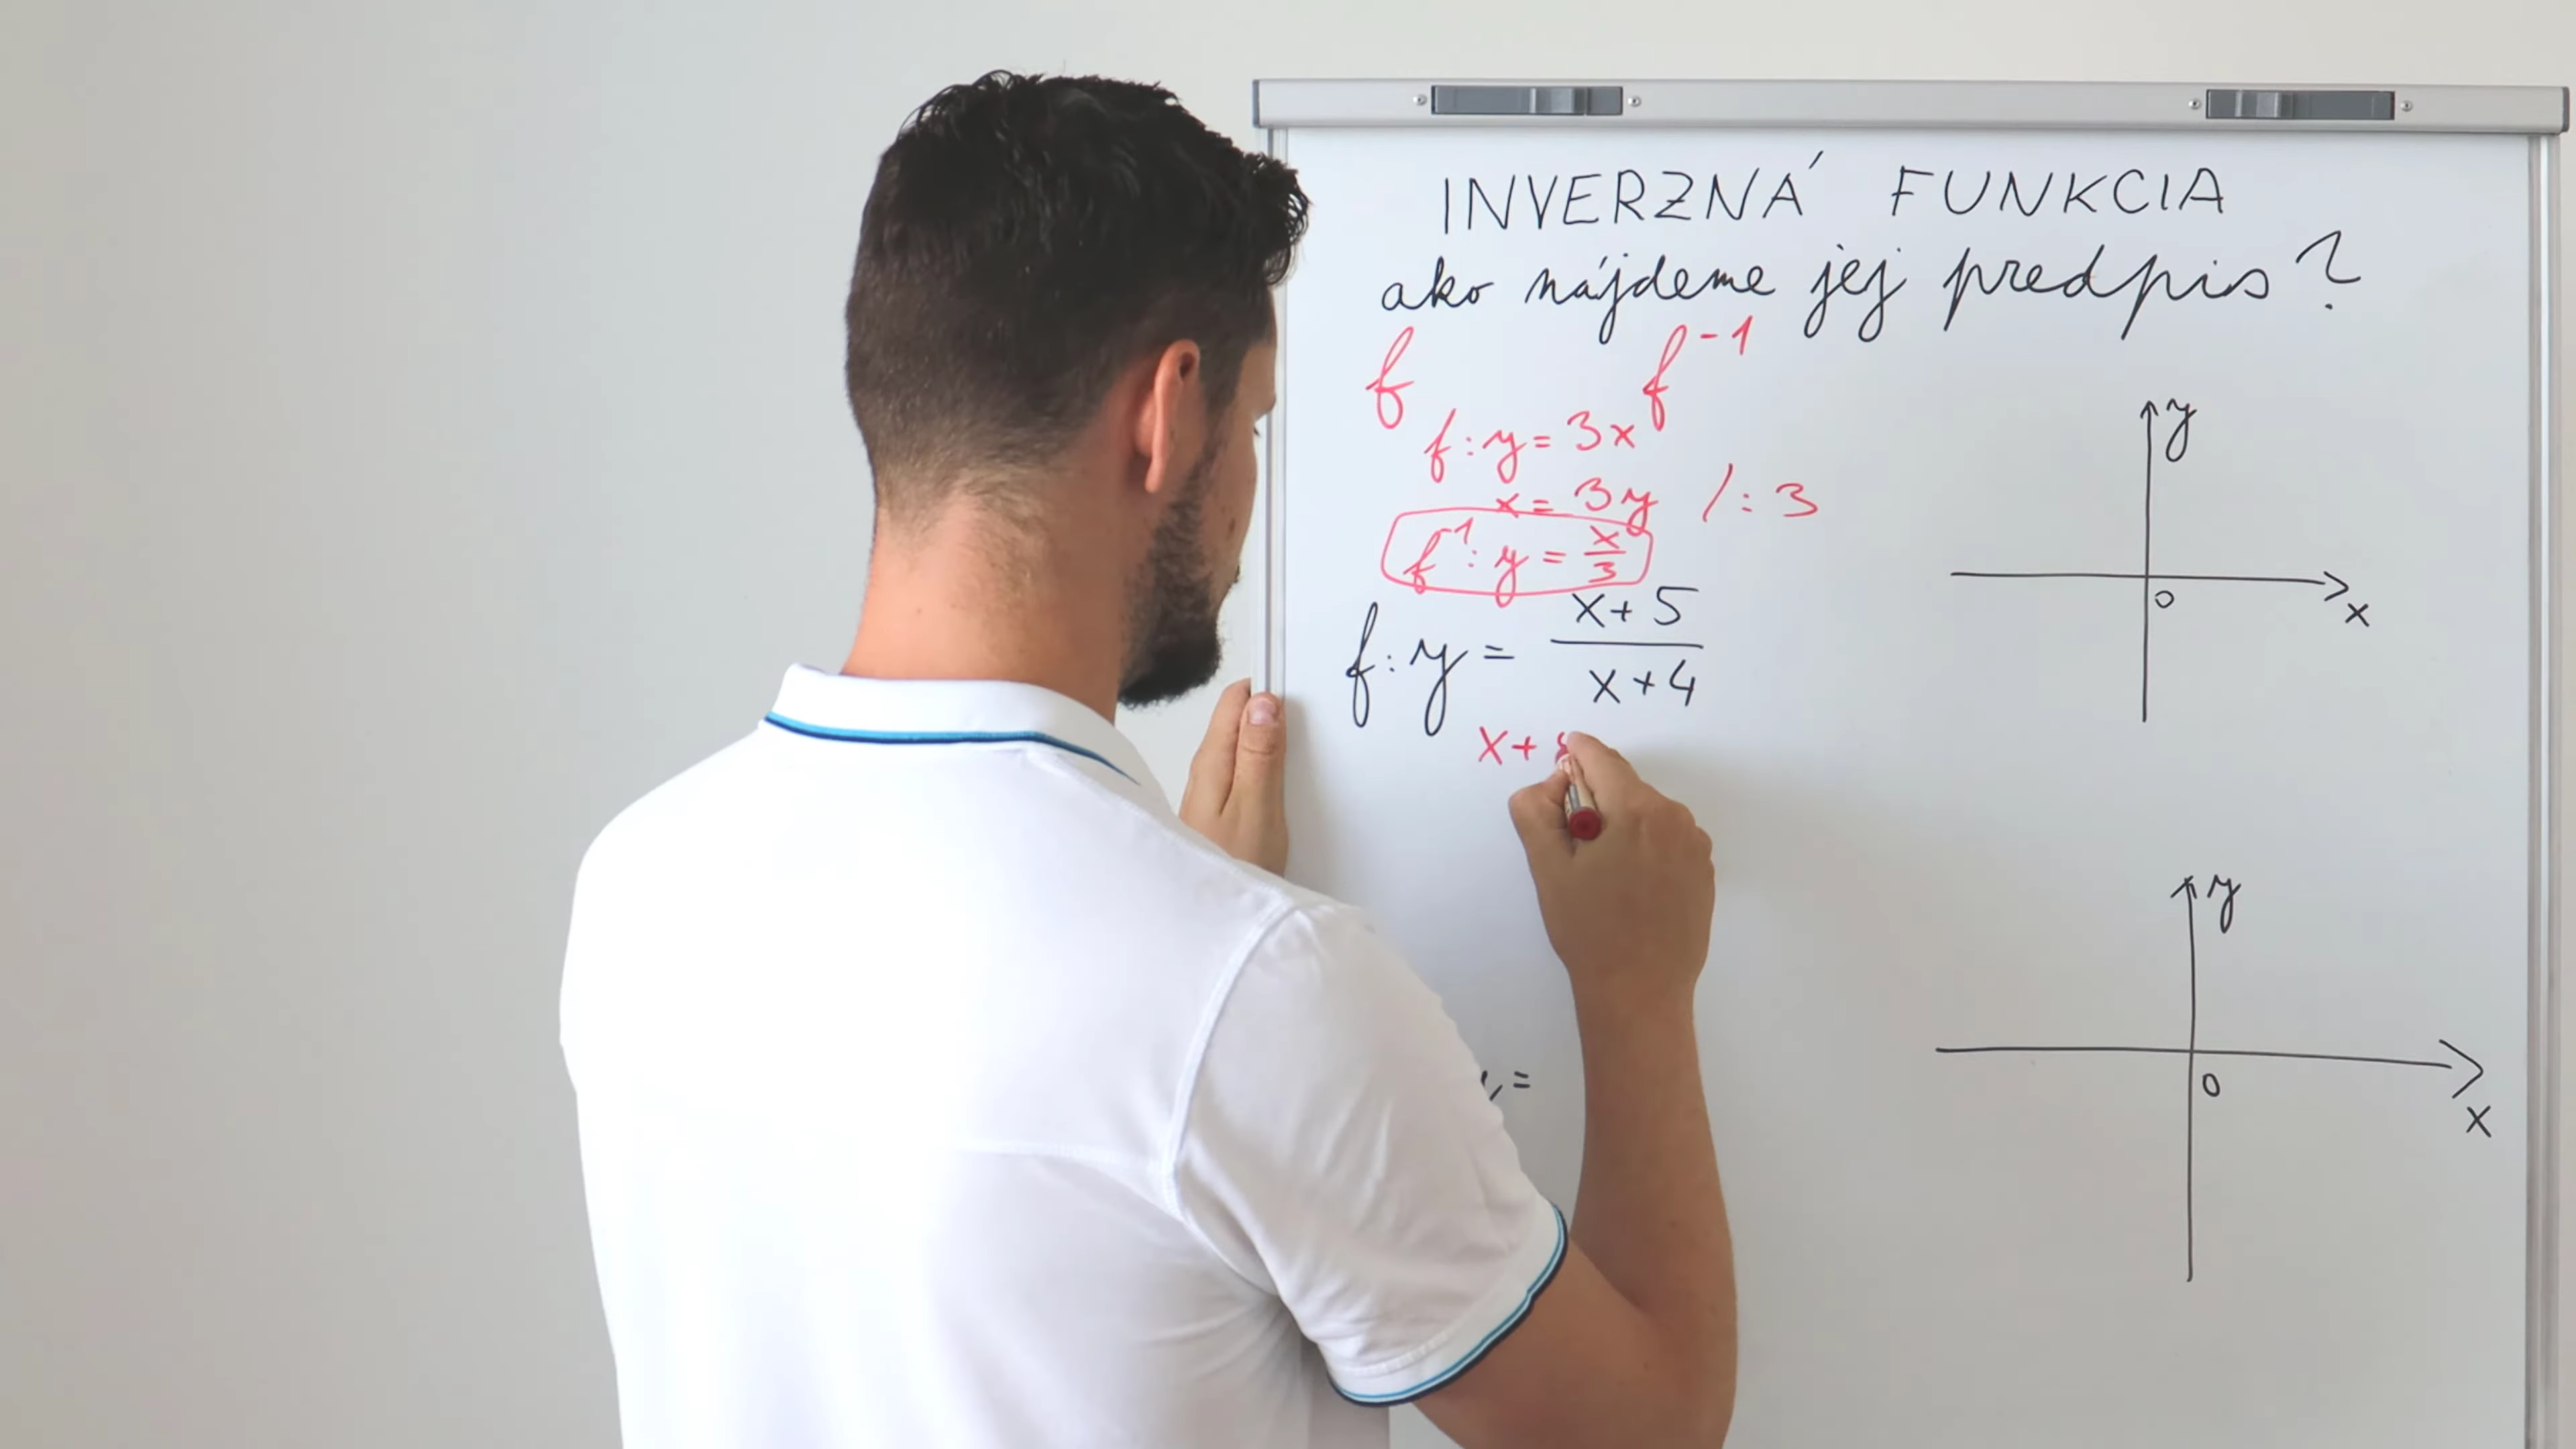 INVERZNÁ FUNKCIA
ako nájdeme jej predpis?
f f⁻¹
f: y = 3x
x = 3y /: 3
f⁻¹: y = x/3
f: y = (x+5)/(x+4)
x+
=
y
x
0
y
x
0